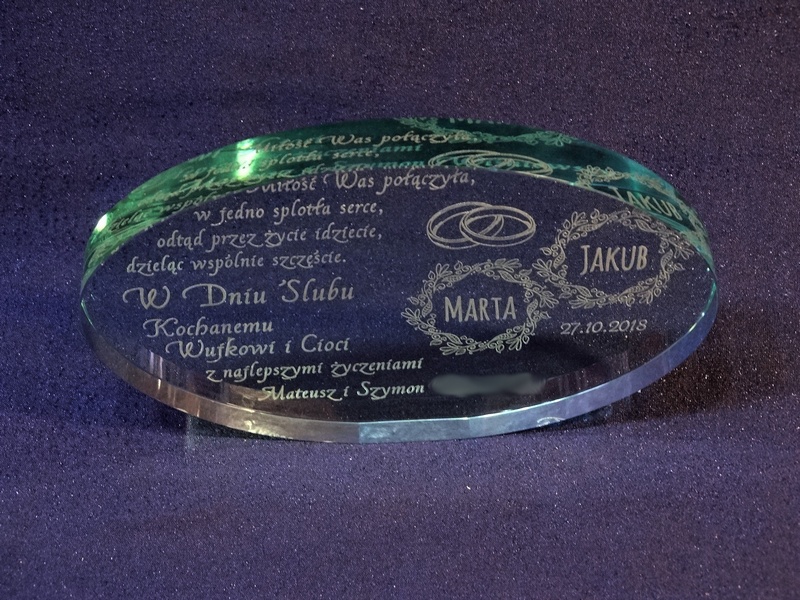 Miłość Was połączyła,
w jedno splotła serce,
odtąd przez życie idziecie,
dzieląc wspólnie szczęście.
W Dniu Ślubu
Kochanemu
Wujkowi i Cioci
z najlepszymi życzeniami
Mateusz i Szymon
MARTA
JAKUB
27.10.2018